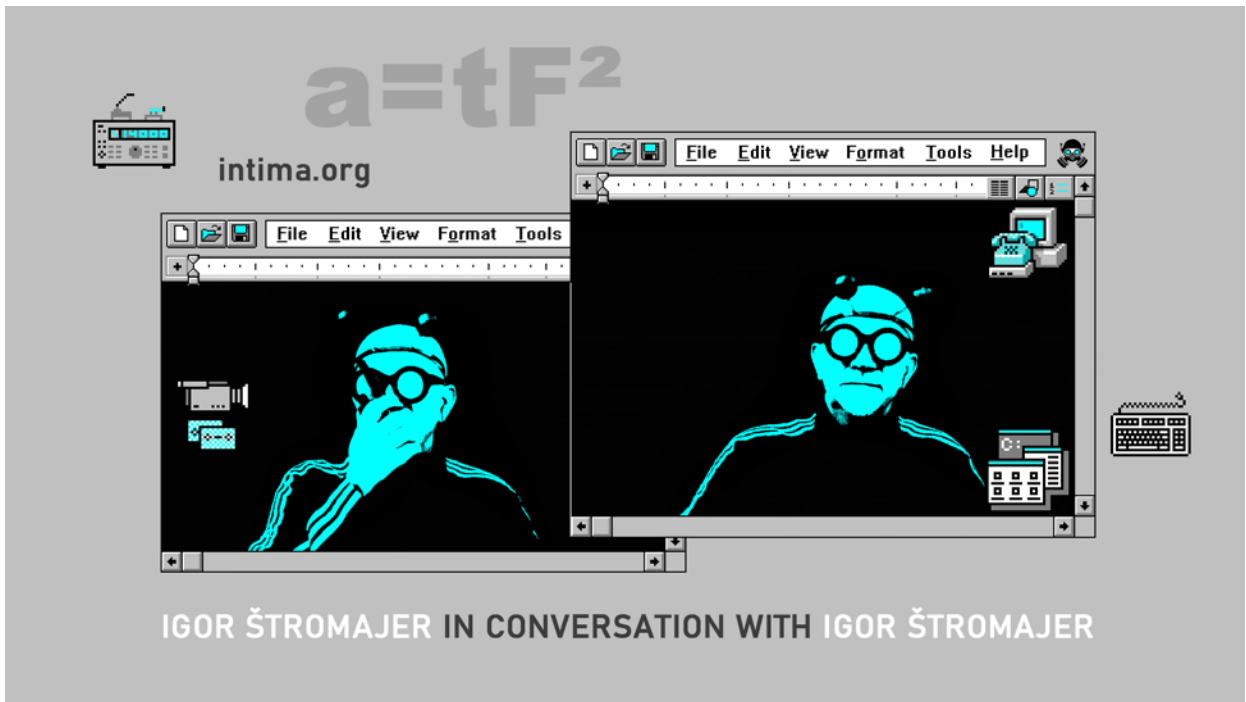 a=tF²
intima.org
File Edit View Format Tools Help
File Edit View Format Tools
C:
IGOR ŠTROMAJER IN CONVERSATION WITH IGOR ŠTROMAJER